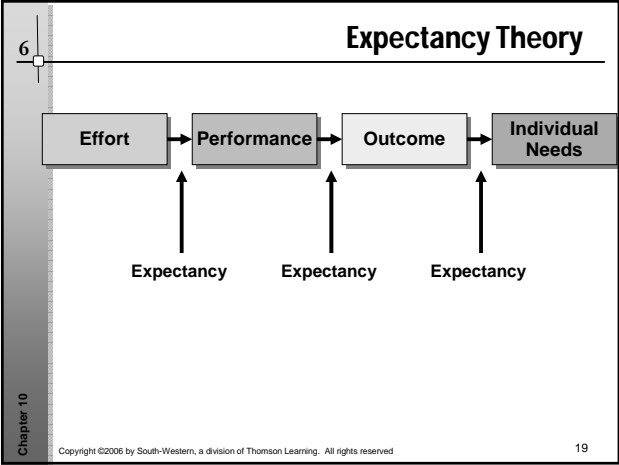 6
Expectancy Theory
Effort
Performance
Outcome
Individual
Needs
Expectancy
Expectancy
Expectancy
Chapter 10
Copyright ©2006 by South-Western, a division of Thomson Learning. All rights reserved
19